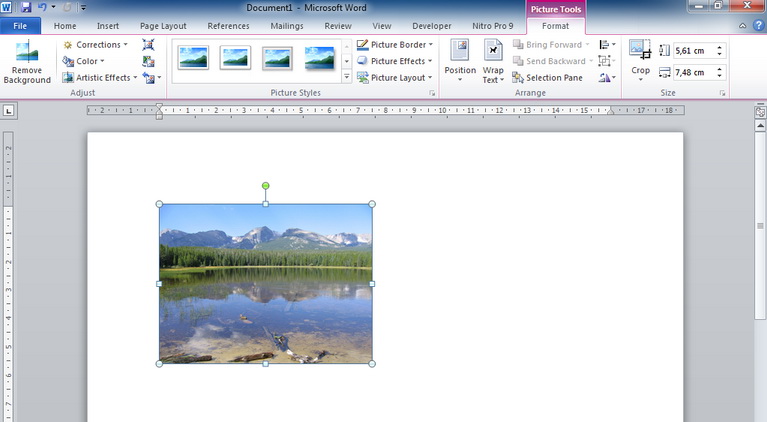 Document1 - Microsoft Word
Picture Tools
File Home Insert Page Layout References Mailings Review View Developer Nitro Pro 9 Format
Remove Background
Corrections
Color
Artistic Effects
Adjust
Picture Border
Picture Effects
Picture Layout
Picture Styles
Position
Wrap Text
Bring Forward
Send Backward
Selection Pane
Arrange
Crop
5,61 cm
7,48 cm
Size
2 1 1 2 3 4 5 6 7 8 9 10 11 12 13 14 15 17 18
2
1
1
2
3
4
5
6
7